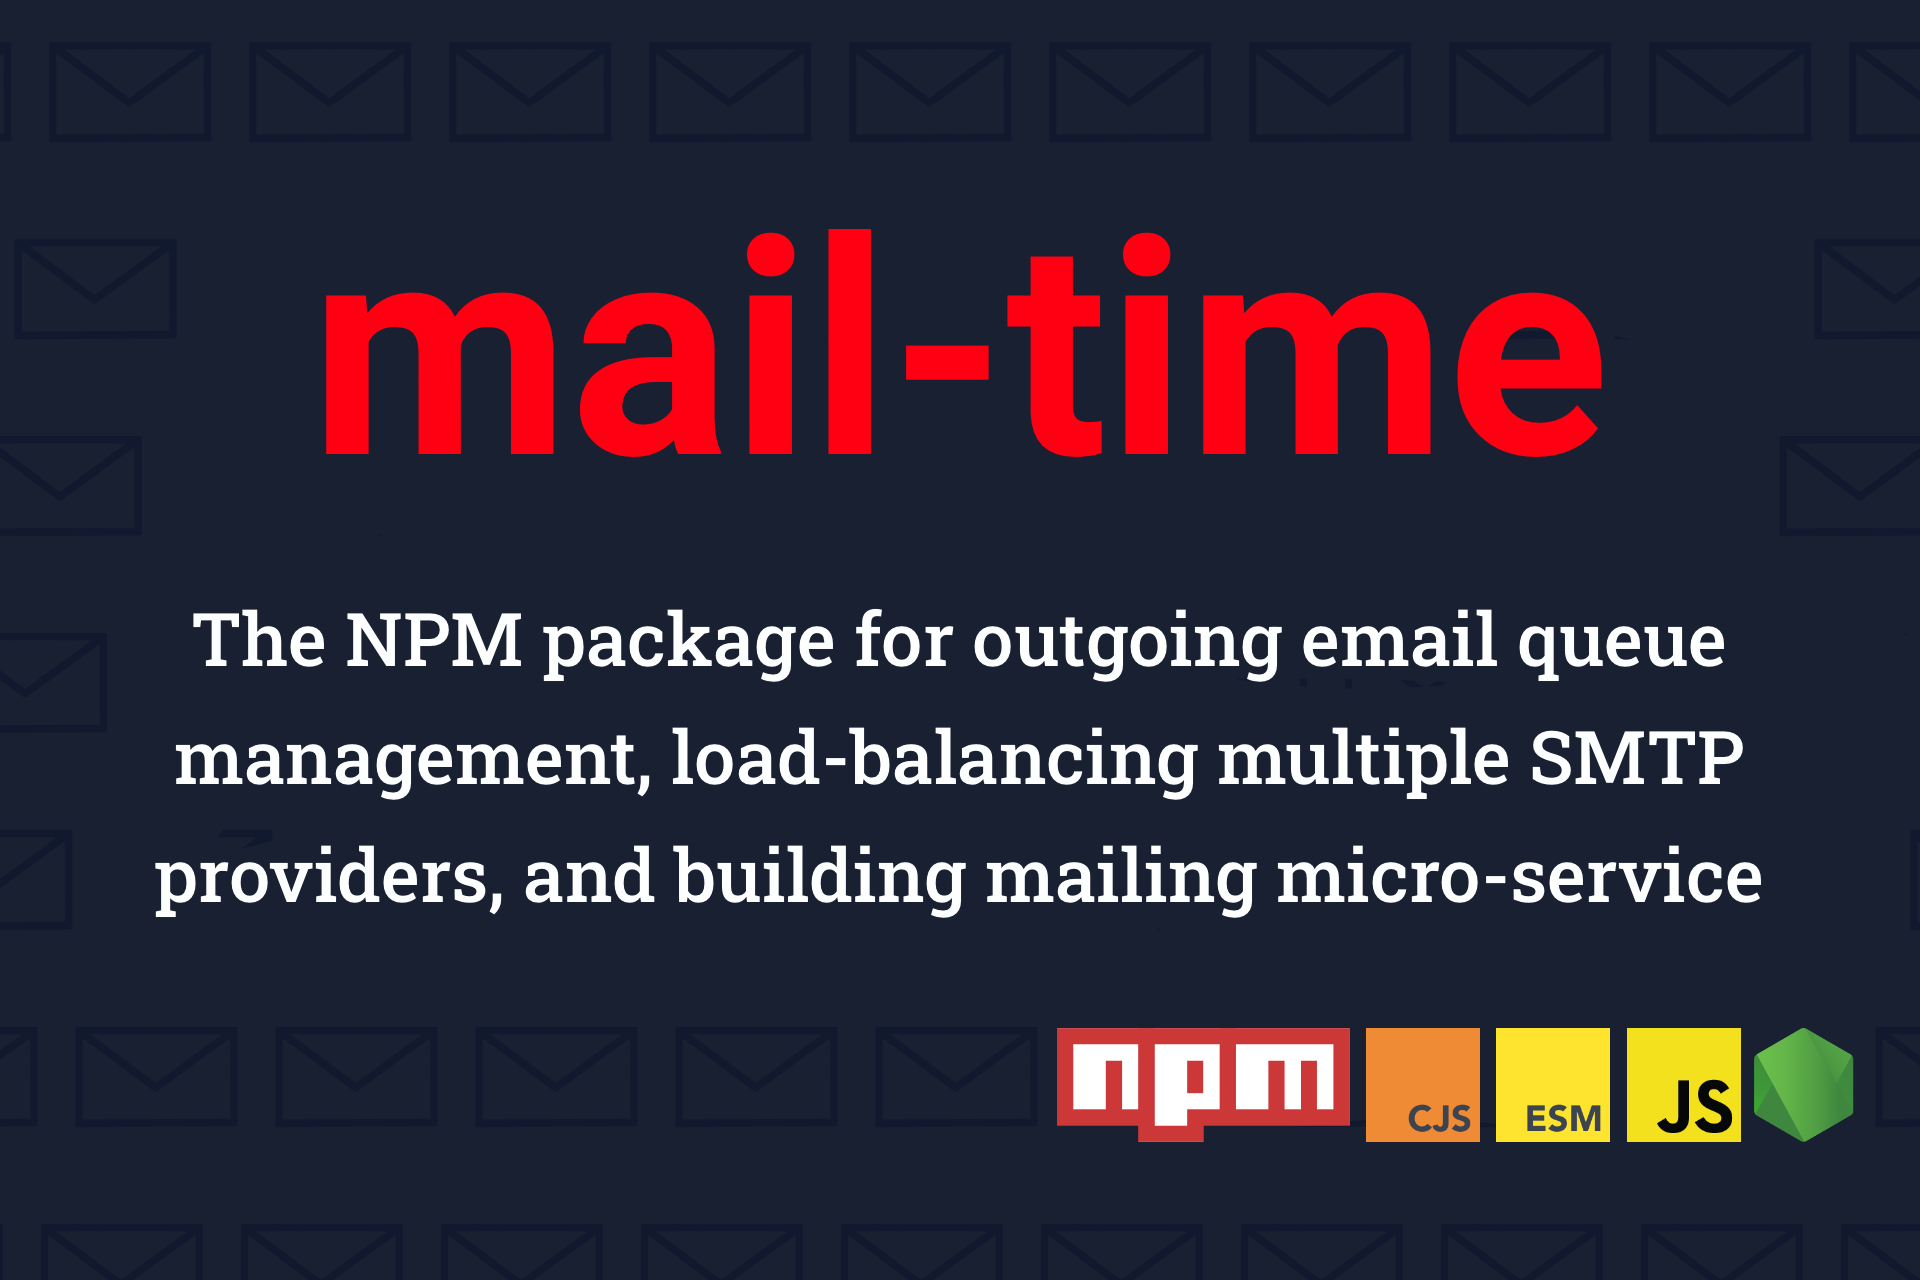 mail-time
The NPM package for outgoing email queue
management, load-balancing multiple SMTP
providers, and building mailing micro-service
npm CJS ESM JS